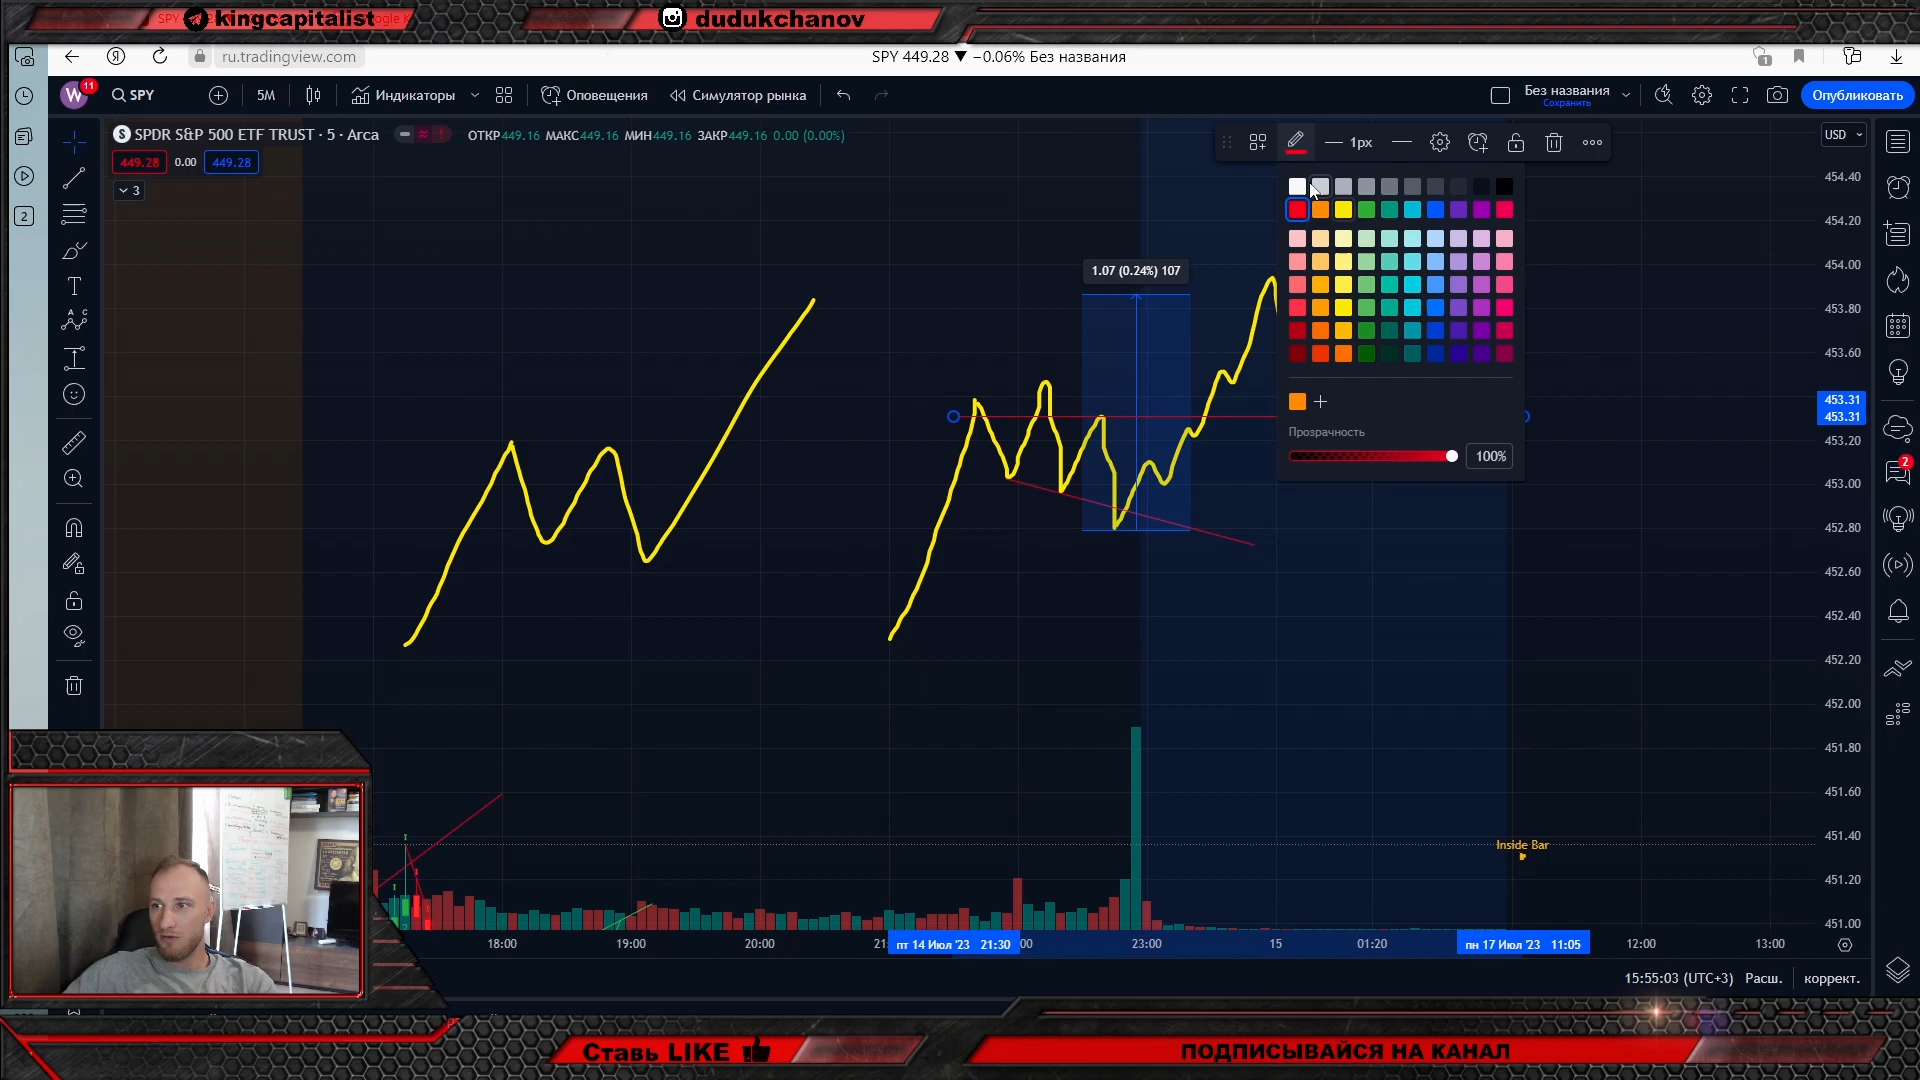 kingcapitalist
dudukchanov
ru.tradingview.com
SPY 449.28 ▼ −0.06% Без названия
1
11
SPY
5М
Индикаторы
Оповещения
Симулятор рынка
Без названия
Сохранить
Опубликовать
S SPDR S&P 500 ETF TRUST · 5 · Arca
ОТКР449.16 МАКС449.16 МИН449.16 ЗАКР449.16 0.00 (0.00%)
449.28 0.00 449.28
3
2
1px
USD
454.40
454.20
454.00
453.80
453.60
453.31
453.31
453.20
453.00
452.80
452.60
452.40
452.20
452.00
451.80
451.60
451.40
451.20
451.00
1.07 (0.24%) 107
Прозрачность
100%
2
Inside Bar
18:00
19:00
20:00
пт 14 Июл '23 21:30
23:00
15
01:20
пн 17 Июл '23 11:05
12:00
13:00
15:55:03 (UTC+3)
Расш.
коррект.
Ставь LIKE
ПОДПИСЫВАЙСЯ НА КАНАЛ